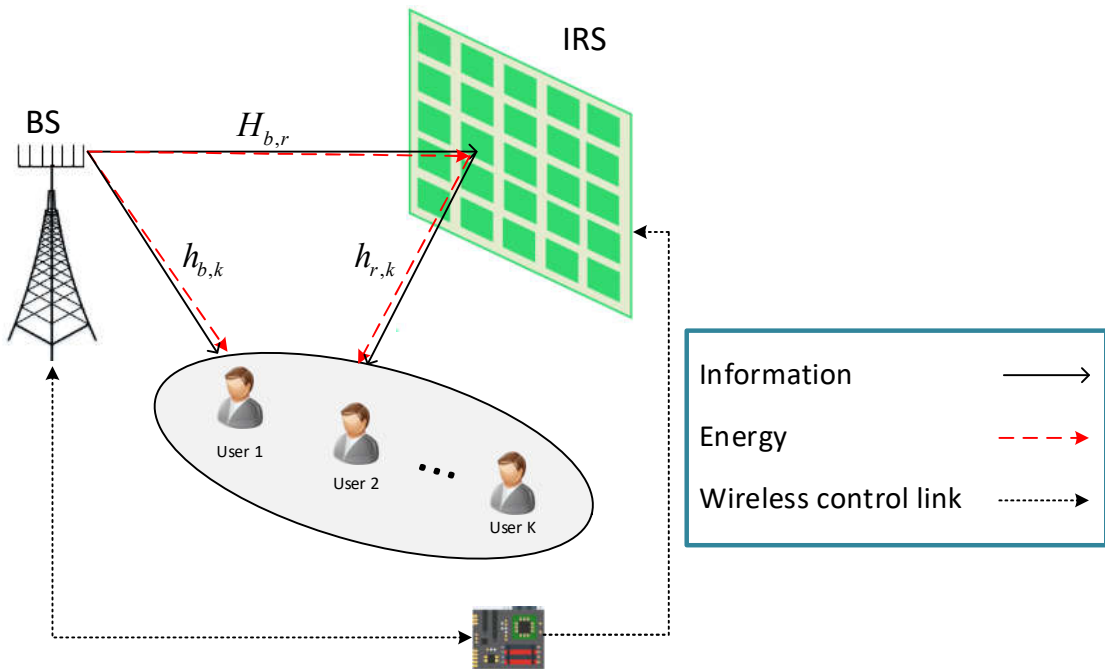 IRS
BS
H_{b,r}
h_{b,k}
h_{r,k}
User 1
User 2
...
User K
Information
Energy
Wireless control link